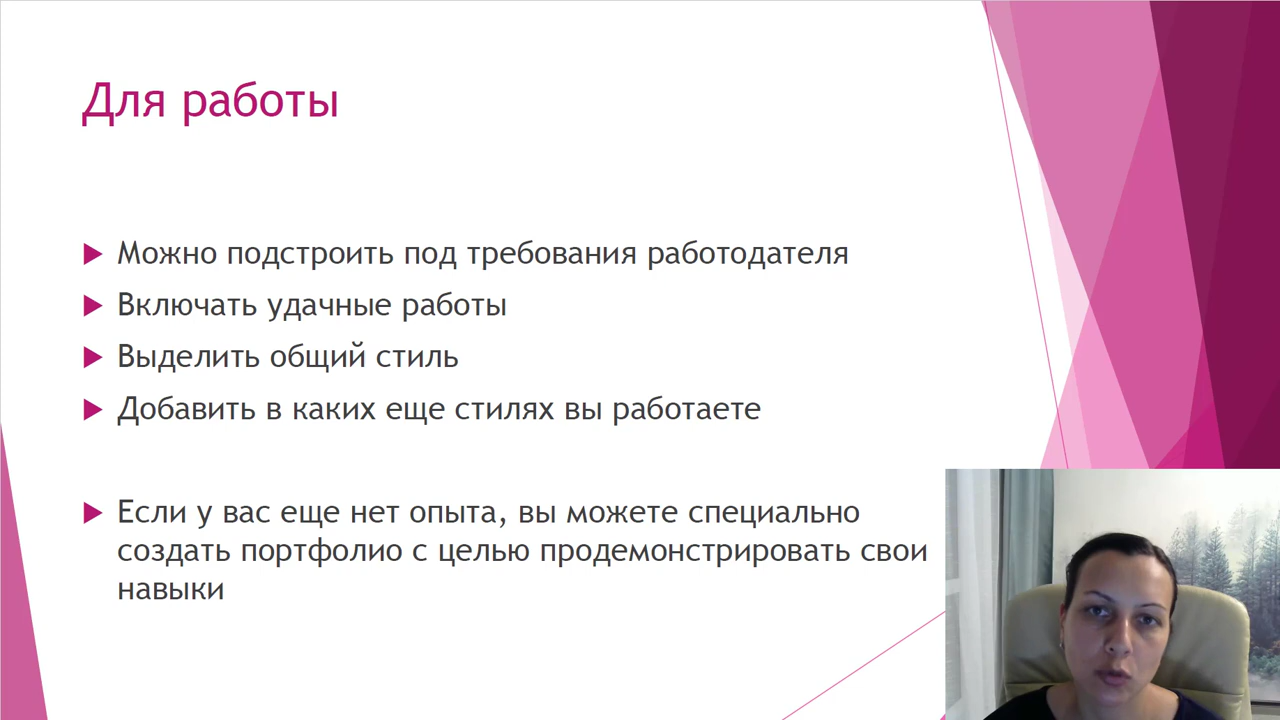 Для работы
Можно подстроить под требования работодателя
Включать удачные работы
Выделить общий стиль
Добавить в каких еще стилях вы работаете
Если у вас еще нет опыта, вы можете специально
создать портфолио с целью продемонстрировать свои
навыки